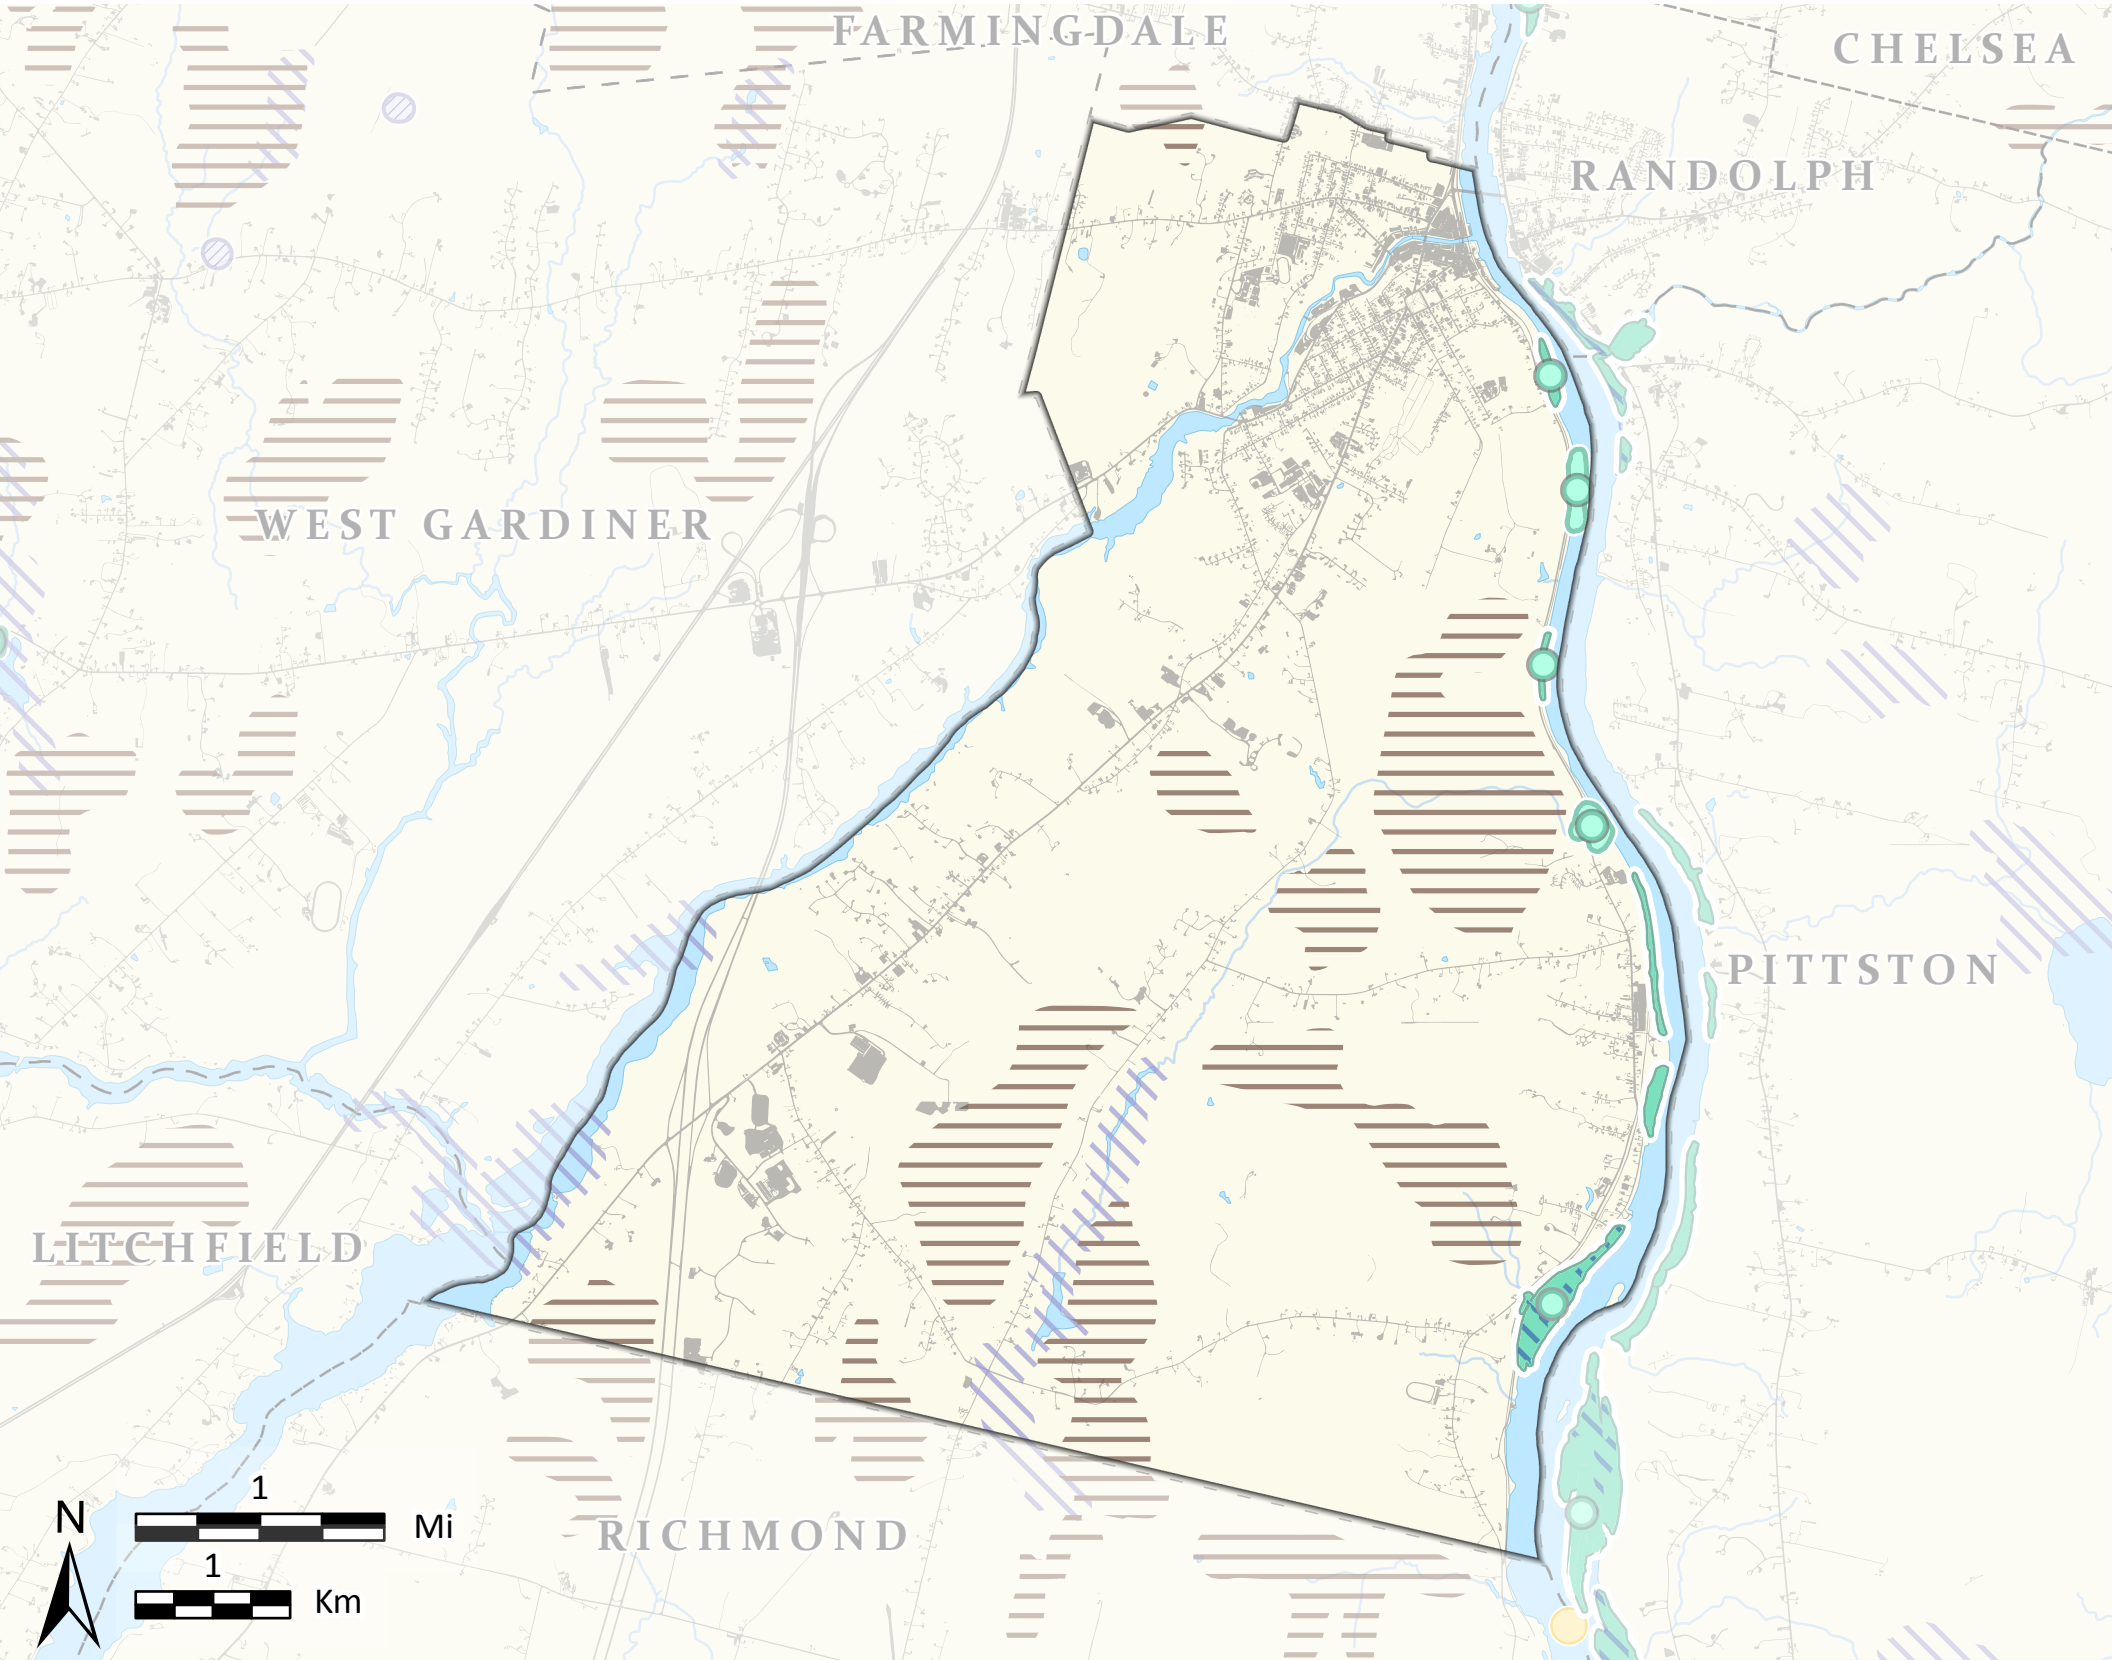 FARMINGDALE
CHELSEA
RANDOLPH
WEST GARDINER
PITTSTON
LITCHFIELD
RICHMOND
N
1
Mi
1
Km